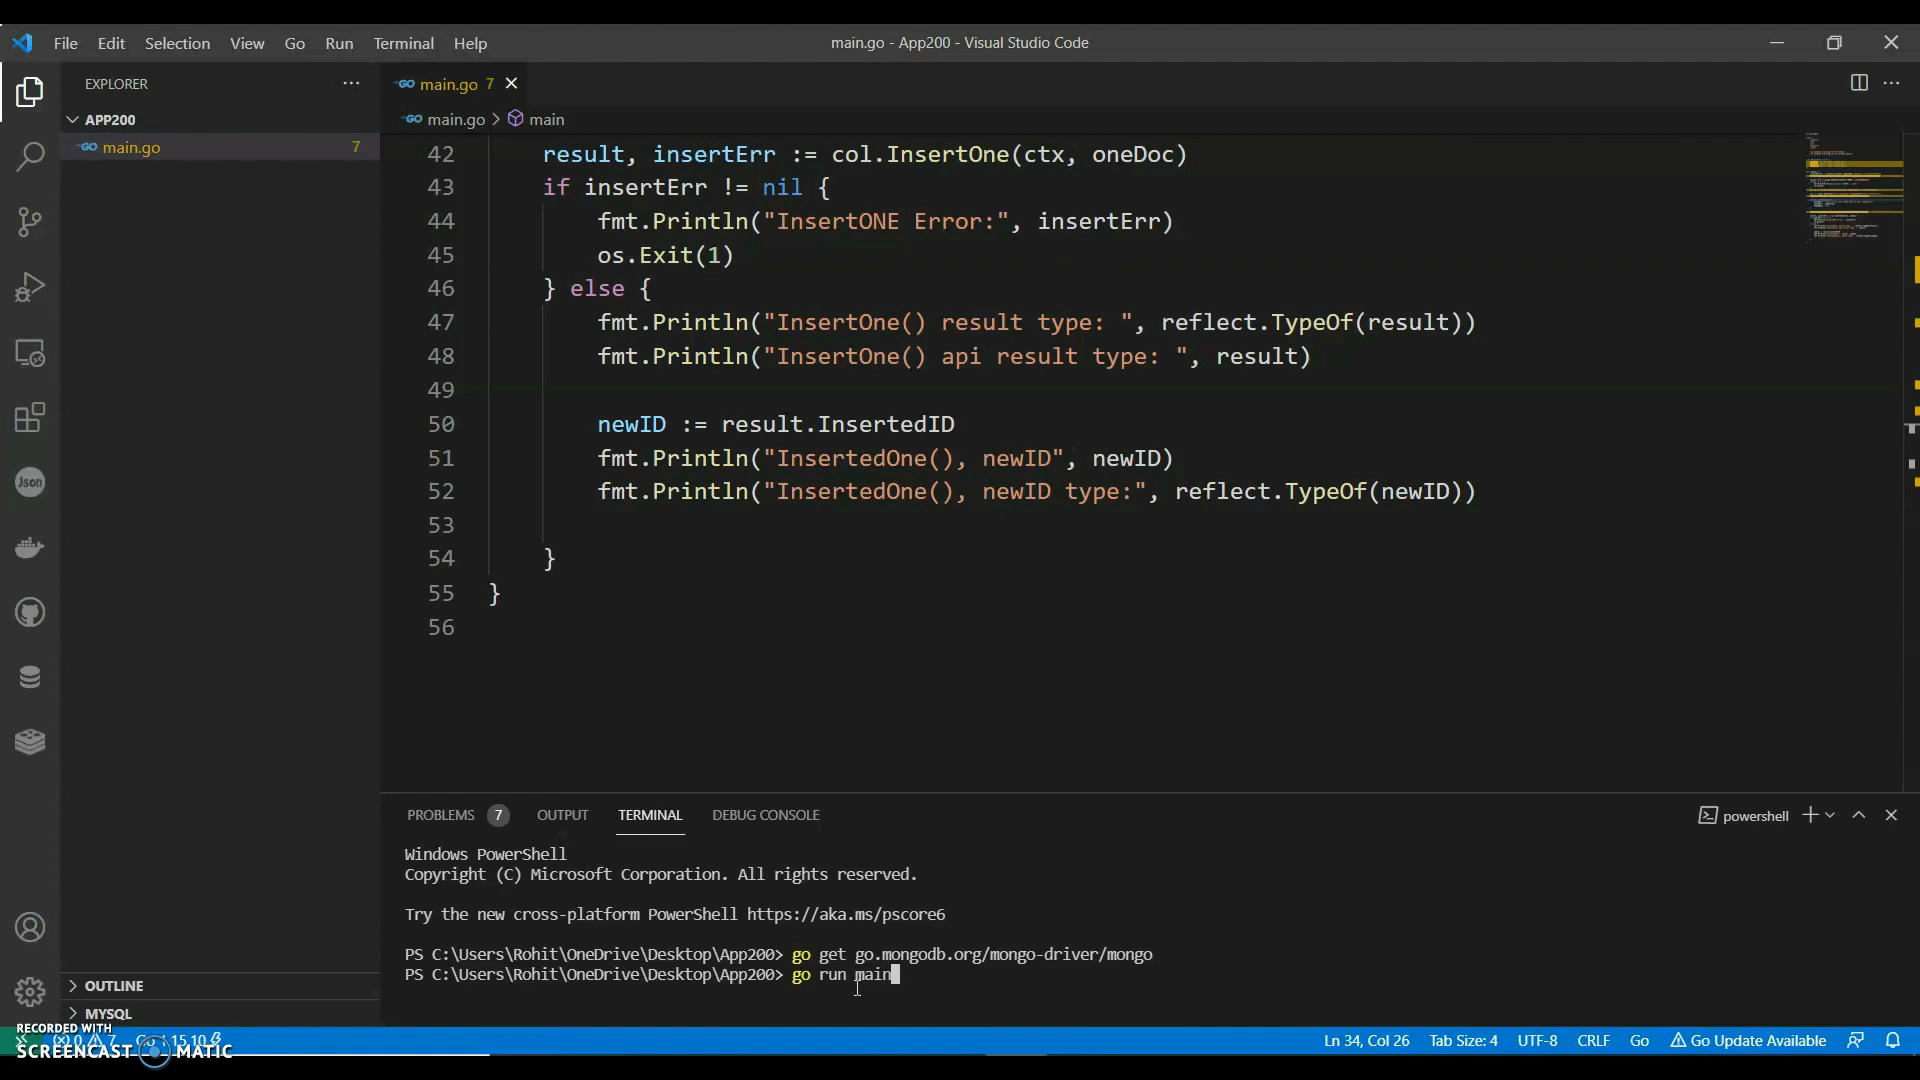 File Edit Selection View Go Run Terminal Help
main.go - App200 - Visual Studio Code
EXPLORER
APP200
GO main.go 7
GO main.go 7
GO main.go > main
42 result, insertErr := col.InsertOne(ctx, oneDoc)
43 if insertErr != nil {
44 fmt.Println("InsertONE Error:", insertErr)
45 os.Exit(1)
46 } else {
47 fmt.Println("InsertOne() result type: ", reflect.TypeOf(result))
48 fmt.Println("InsertOne() api result type: ", result)
49
50 newID := result.InsertedID
51 fmt.Println("InsertedOne(), newID", newID)
52 fmt.Println("InsertedOne(), newID type:", reflect.TypeOf(newID))
53
54 }
55 }
56
Json
PROBLEMS 7 OUTPUT TERMINAL DEBUG CONSOLE
powershell
Windows PowerShell
Copyright (C) Microsoft Corporation. All rights reserved.
Try the new cross-platform PowerShell https://aka.ms/pscore6
PS C:\Users\Rohit\OneDrive\Desktop\App200> go get go.mongodb.org/mongo-driver/mongo
PS C:\Users\Rohit\OneDrive\Desktop\App200> go run main
OUTLINE
MYSQL
RECORDED WITH
SCREENCAST MATIC
0 7
Ln 34, Col 26 Tab Size: 4 UTF-8 CRLF Go Go Update Available